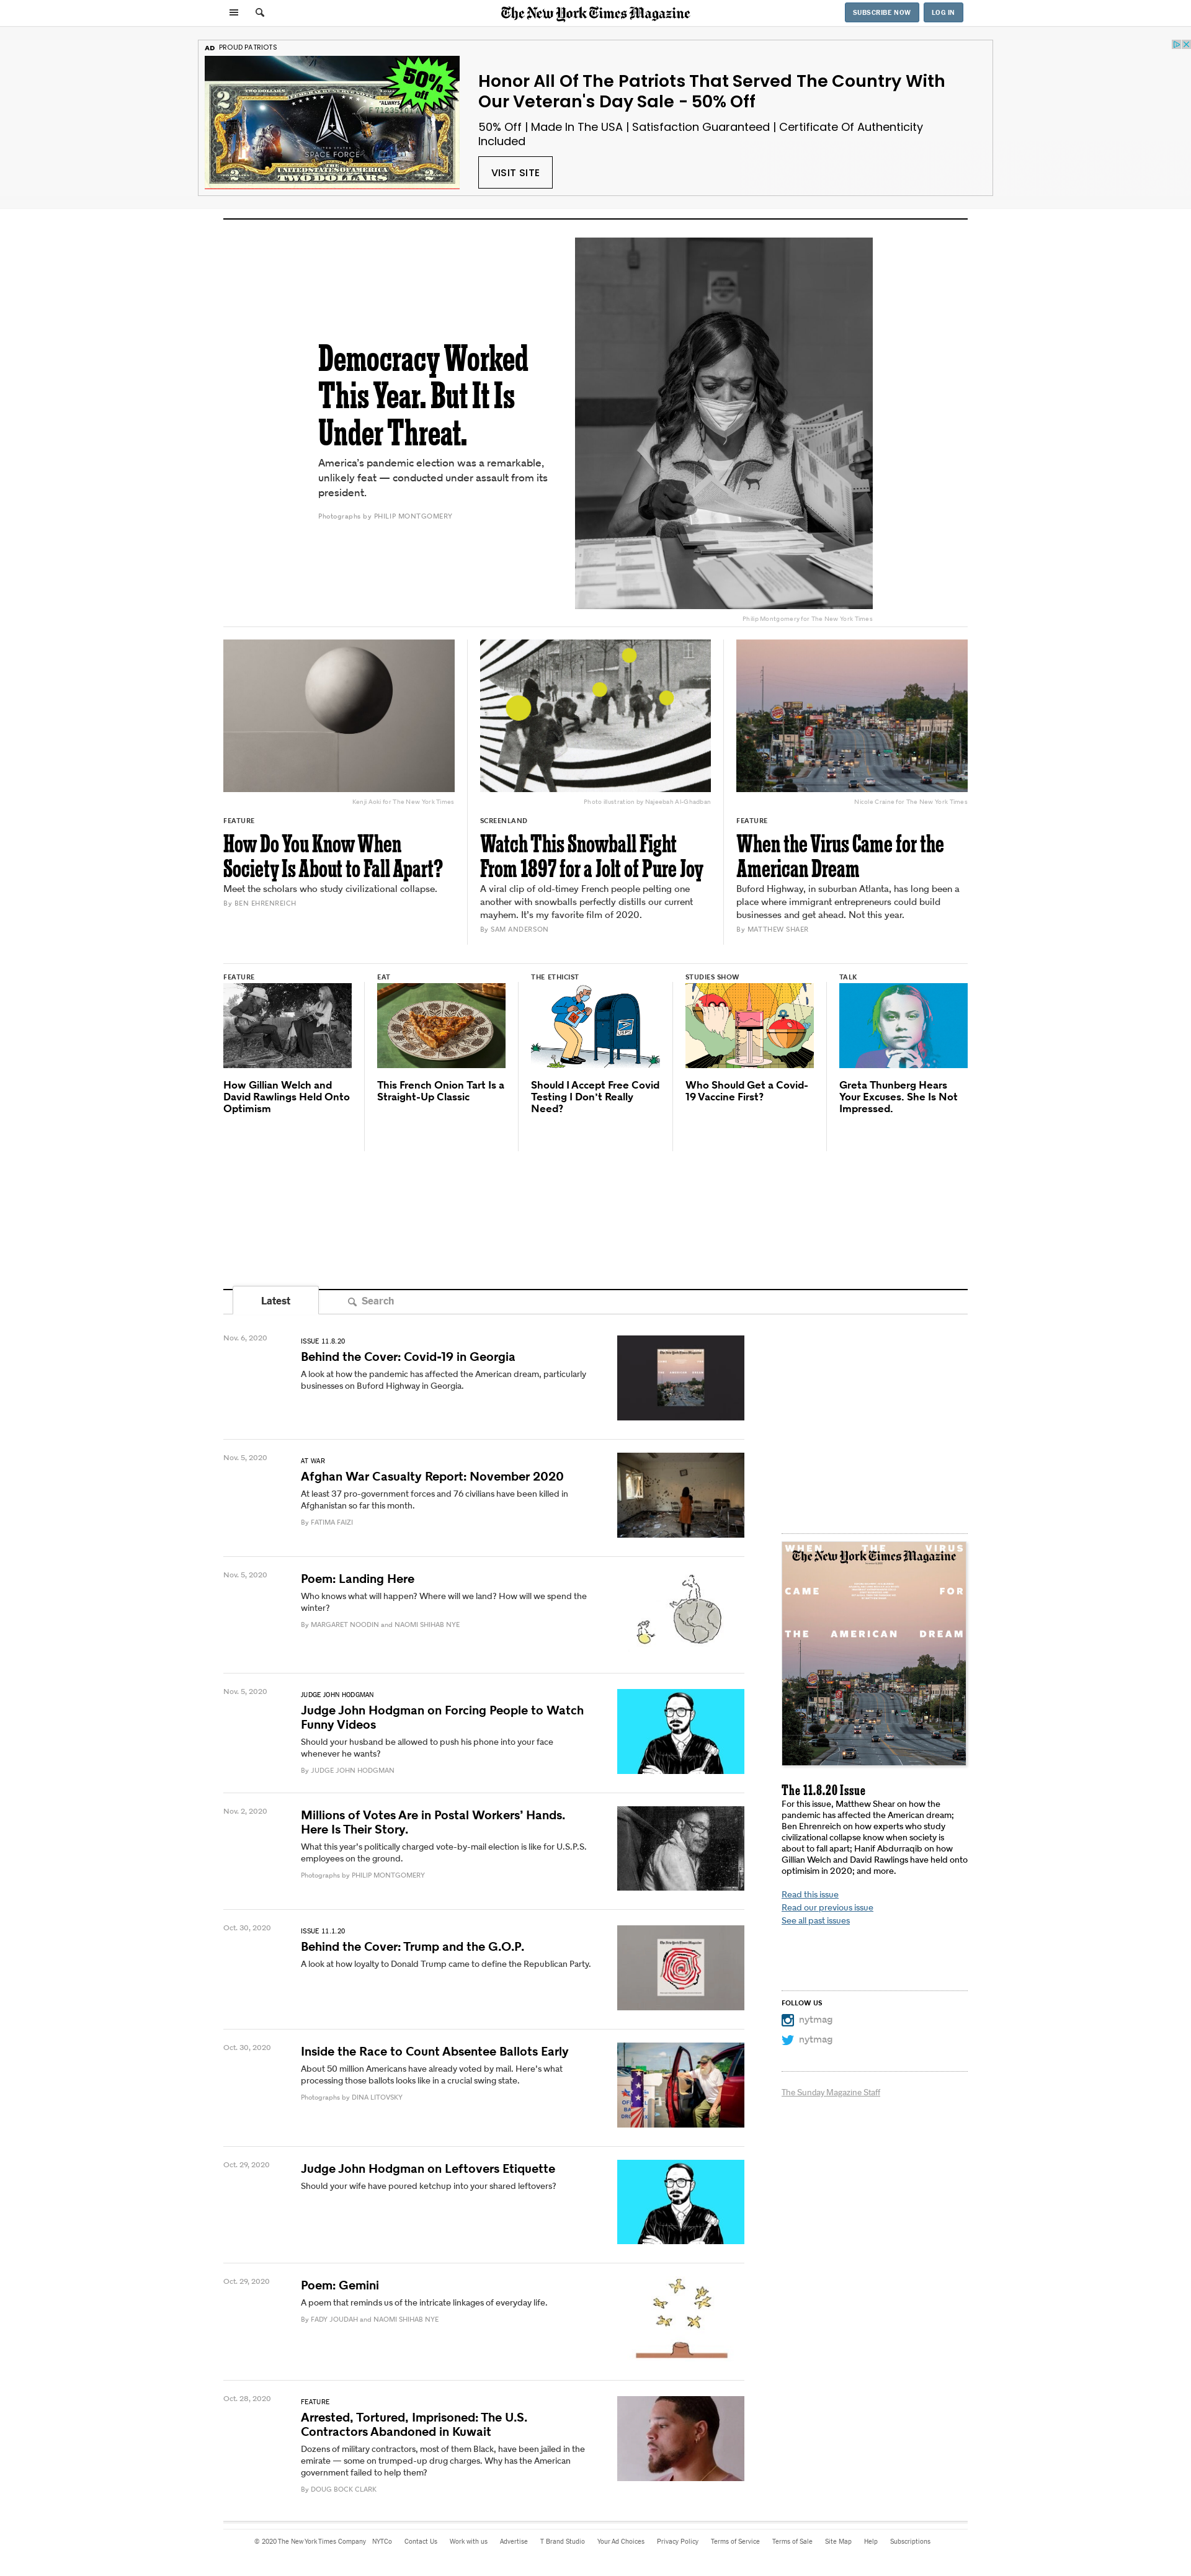 The New York Times Magazine
SUBSCRIBE NOW
LOG IN
AD PROUD PATRIOTS
50% off
2 TWO DOLLARS
"ALWAYS
UNITED STATES
SPACE FORCE
THE UNITED STATES OF AMERICA
2 TWO DOLLARS 2
Honor All Of The Patriots That Served The Country With
Our Veteran's Day Sale - 50% Off
50% Off | Made In The USA | Satisfaction Guaranteed | Certificate Of Authenticity
Included
VISIT SITE
Democracy Worked
This Year. But It Is
Under Threat.
America's pandemic election was a remarkable,
unlikely feat — conducted under assault from its
president.
Photographs by PHILIP MONTGOMERY
Philip Montgomery for The New York Times
Kenji Aoki for The New York Times
FEATURE
How Do You Know When
Society Is About to Fall Apart?
Meet the scholars who study civilizational collapse.
By BEN EHRENREICH
Photo illustration by Najeebah Al-Ghadban
SCREENLAND
Watch This Snowball Fight
From 1897 for a Jolt of Pure Joy
A viral clip of old-timey French people pelting one
another with snowballs perfectly distills our current
mayhem. It's my favorite film of 2020.
By SAM ANDERSON
Nicole Craine for The New York Times
FEATURE
When the Virus Came for the
American Dream
Buford Highway, in suburban Atlanta, has long been a
place where immigrant entrepreneurs could build
businesses and get ahead. Not this year.
By MATTHEW SHAER
FEATURE
How Gillian Welch and
David Rawlings Held Onto
Optimism
EAT
This French Onion Tart Is a
Straight-Up Classic
THE ETHICIST
Should I Accept Free Covid
Testing I Don't Really
Need?
STUDIES SHOW
Who Should Get a Covid-
19 Vaccine First?
TALK
Greta Thunberg Hears
Your Excuses. She Is Not
Impressed.
Latest
Search
Nov. 6, 2020
ISSUE 11.8.20
Behind the Cover: Covid-19 in Georgia
A look at how the pandemic has affected the American dream, particularly
businesses on Buford Highway in Georgia.
Nov. 5, 2020
AT WAR
Afghan War Casualty Report: November 2020
At least 37 pro-government forces and 76 civilians have been killed in
Afghanistan so far this month.
By FATIMA FAIZI
Nov. 5, 2020
Poem: Landing Here
Who knows what will happen? Where will we land? How will we spend the
winter?
By MARGARET NOODIN and NAOMI SHIHAB NYE
Nov. 5, 2020
JUDGE JOHN HODGMAN
Judge John Hodgman on Forcing People to Watch
Funny Videos
Should your husband be allowed to push his phone into your face
whenever he wants?
By JUDGE JOHN HODGMAN
Nov. 2, 2020
Millions of Votes Are in Postal Workers' Hands.
Here Is Their Story.
What this year's politically charged vote-by-mail election is like for U.S.P.S.
employees on the ground.
Photographs by PHILIP MONTGOMERY
Oct. 30, 2020
ISSUE 11.1.20
Behind the Cover: Trump and the G.O.P.
A look at how loyalty to Donald Trump came to define the Republican Party.
Oct. 30, 2020
Inside the Race to Count Absentee Ballots Early
About 50 million Americans have already voted by mail. Here's what
processing those ballots looks like in a crucial swing state.
Photographs by DINA LITOVSKY
Oct. 29, 2020
Judge John Hodgman on Leftovers Etiquette
Should your wife have poured ketchup into your shared leftovers?
Oct. 29, 2020
Poem: Gemini
A poem that reminds us of the intricate linkages of everyday life.
By FADY JOUDAH and NAOMI SHIHAB NYE
Oct. 28, 2020
FEATURE
Arrested, Tortured, Imprisoned: The U.S.
Contractors Abandoned in Kuwait
Dozens of military contractors, most of them Black, have been jailed in the
emirate — some on trumped-up drug charges. Why has the American
government failed to help them?
By DOUG BOCK CLARK
WHEN THE VIRUS
The New York Times Magazine
CAME FOR
THE AMERICAN DREAM
The 11.8.20 Issue
For this issue, Matthew Shear on how the
pandemic has affected the American dream;
Ben Ehrenreich on how experts who study
civilizational collapse know when society is
about to fall apart; Hanif Abdurraqib on how
Gillian Welch and David Rawlings have held onto
optimisim in 2020; and more.
Read this issue
Read our previous issue
See all past issues
FOLLOW US
nytmag
nytmag
The Sunday Magazine Staff
© 2020 The New York Times Company NYTCo Contact Us Work with us Advertise T Brand Studio Your Ad Choices Privacy Policy Terms of Service Terms of Sale Site Map Help Subscriptions